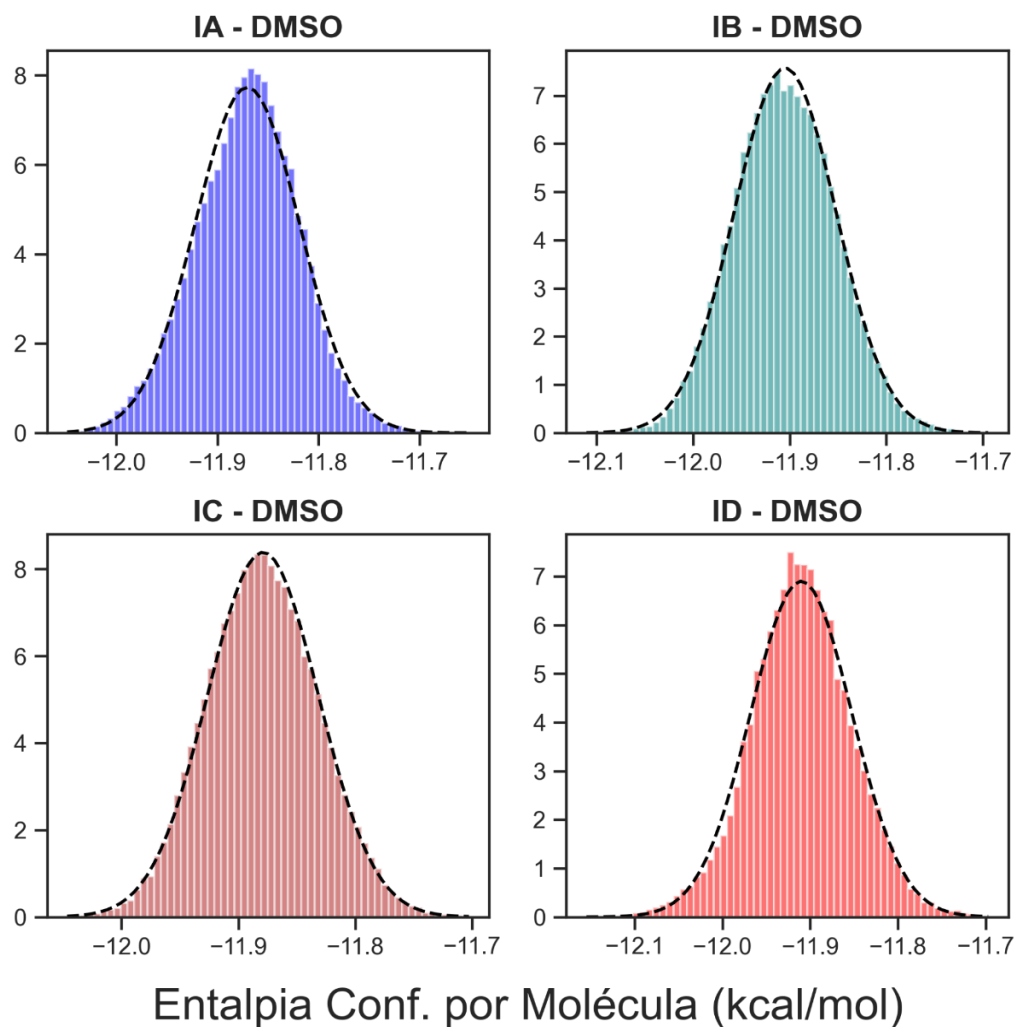 IA - DMSO
IB - DMSO
8
6
4
2
0
−12.0 −11.9 −11.8 −11.7
7
6
5
4
3
2
1
0
−12.1 −12.0 −11.9 −11.8 −11.7
IC - DMSO
ID - DMSO
8
6
4
2
0
−12.0 −11.9 −11.8 −11.7
7
6
5
4
3
2
1
0
−12.1 −12.0 −11.9 −11.8 −11.7
Entalpia Conf. por Molécula (kcal/mol)